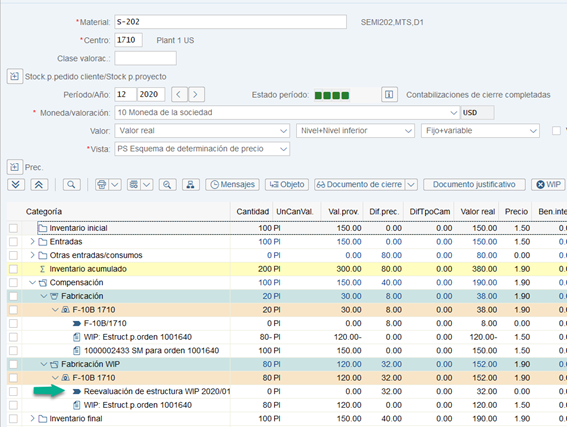 * Material: S-202 SEMI202,MTS,D1
* Centro: 1710 Plant 1 US
Clase valorac.:
Stock.p.pedido cliente/Stock p.proyecto
Período/Año: 12 2020 Estado período: Contabilizaciones de cierre completadas
* Moneda/valoración: 10 Moneda de la sociedad USD
Valor: Valor real Nivel+Nivel inferior Fijo+variable
* Vista: PS Esquema de determinación de precio
Prec.
Mensajes Objeto Documento de cierre Documento justificativo WIP
Categoría Cantidad UnCanVal. Val.prov. Dif.prec. DifTpoCam Valor real Precio Ben.inte
Inventario inicial 100 PI 150.00 0.00 0.00 150.00 1.50 0.0
Entradas 100 PI 150.00 0.00 0.00 150.00 1.50 0.0
Otras entradas/consumos 0 PI 0.00 80.00 0.00 80.00 0.00 0.0
Σ Inventario acumulado 200 PI 300.00 80.00 0.00 380.00 1.90 0.0
Compensación 100 PI 150.00 40.00 0.00 190.00 1.90 0.0
Fabricación 20 PI 30.00 8.00 0.00 38.00 1.90 0.0
F-10B 1710 20 PI 30.00 8.00 0.00 38.00 1.90 0.0
F-10B/1710 0 PI 0.00 8.00 0.00 8.00 0.00 0.0
WIP: Estruct.p.orden 1001640 80- PI 120.00- 0.00 0.00 120.00- 1.50 0.0
1000002433 SM para orden 1001640 100 PI 150.00 0.00 0.00 150.00 1.50 0.0
Fabricación WIP 80 PI 120.00 32.00 0.00 152.00 1.90 0.0
F-10B 1710 80 PI 120.00 32.00 0.00 152.00 1.90 0.0
Reevaluación de estructura WIP 2020/01 0 PI 0.00 32.00 0.00 32.00 0.00 0.0
WIP: Estruct.p.orden 1001640 80 PI 120.00 0.00 0.00 120.00 1.50 0.0
Inventario final 100 PI 150.00 40.00 0.00 190.00 1.90 0.0